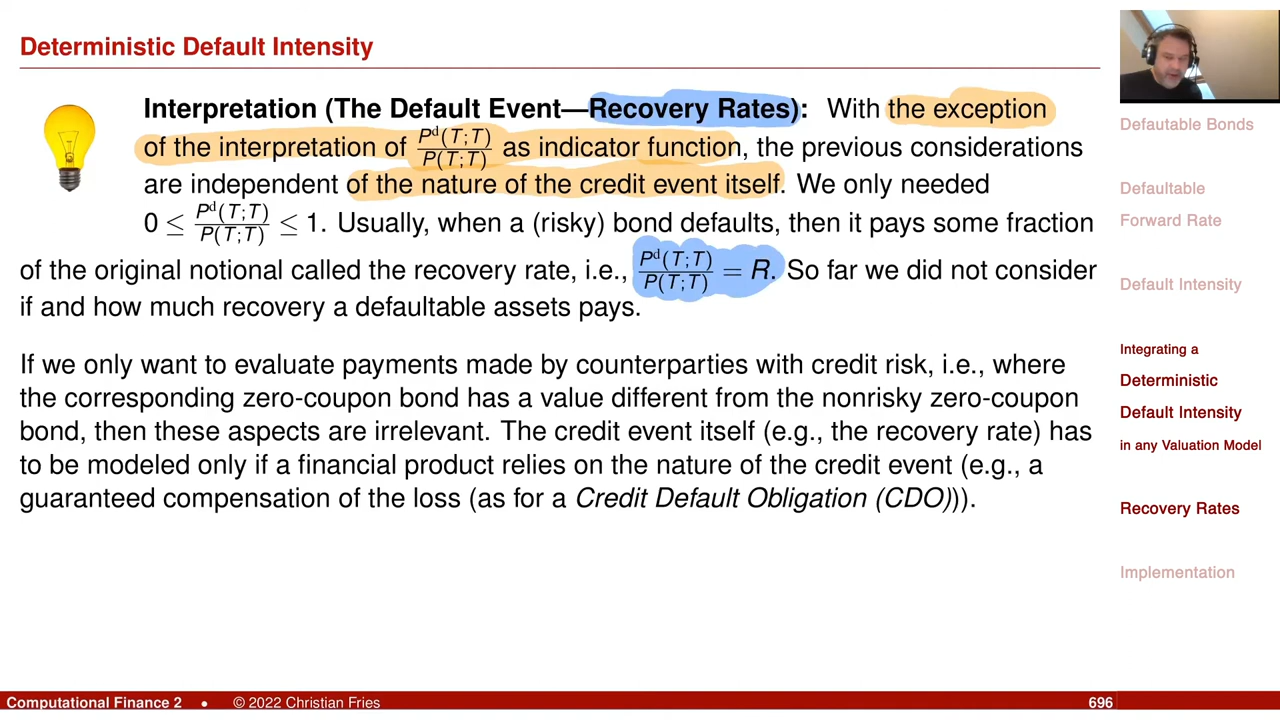 Deterministic Default Intensity
Interpretation (The Default Event—Recovery Rates): With the exception
of the interpretation of Pᵈ(T;T)/P(T;T) as indicator function, the previous considerations
are independent of the nature of the credit event itself. We only needed
0 ≤ Pᵈ(T;T)/P(T;T) ≤ 1. Usually, when a (risky) bond defaults, then it pays some fraction
of the original notional called the recovery rate, i.e., Pᵈ(T;T)/P(T;T) = R. So far we did not consider
if and how much recovery a defaultable assets pays.
If we only want to evaluate payments made by counterparties with credit risk, i.e., where
the corresponding zero-coupon bond has a value different from the nonrisky zero-coupon
bond, then these aspects are irrelevant. The credit event itself (e.g., the recovery rate) has
to be modeled only if a financial product relies on the nature of the credit event (e.g., a
guaranteed compensation of the loss (as for a Credit Default Obligation (CDO))).
Defautable Bonds
Defaultable
Forward Rate
Default Intensity
Integrating a
Deterministic
Default Intensity
in any Valuation Model
Recovery Rates
Implementation
Computational Finance 2 • © 2022 Christian Fries 696